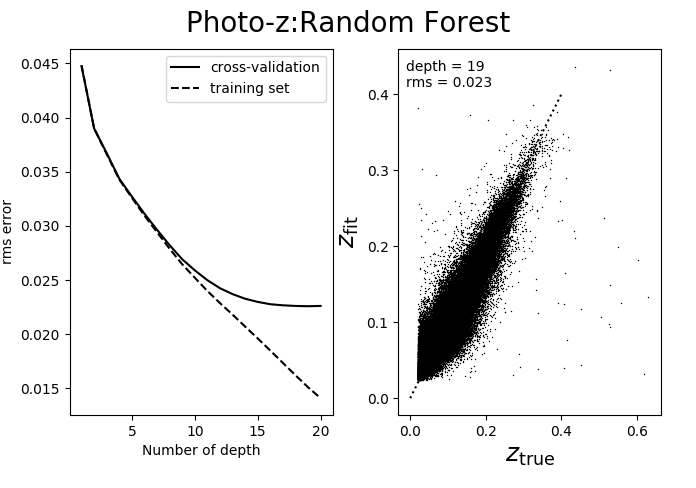 Photo-z:Random Forest
0.045
0.040
0.035
0.030
0.025
0.020
0.015
rms error
cross-validation
training set
5 10 15 20
Number of depth
depth = 19
rms = 0.023
0.4
0.3
0.2
0.1
0.0
z_fit
0.0 0.2 0.4 0.6
z_true